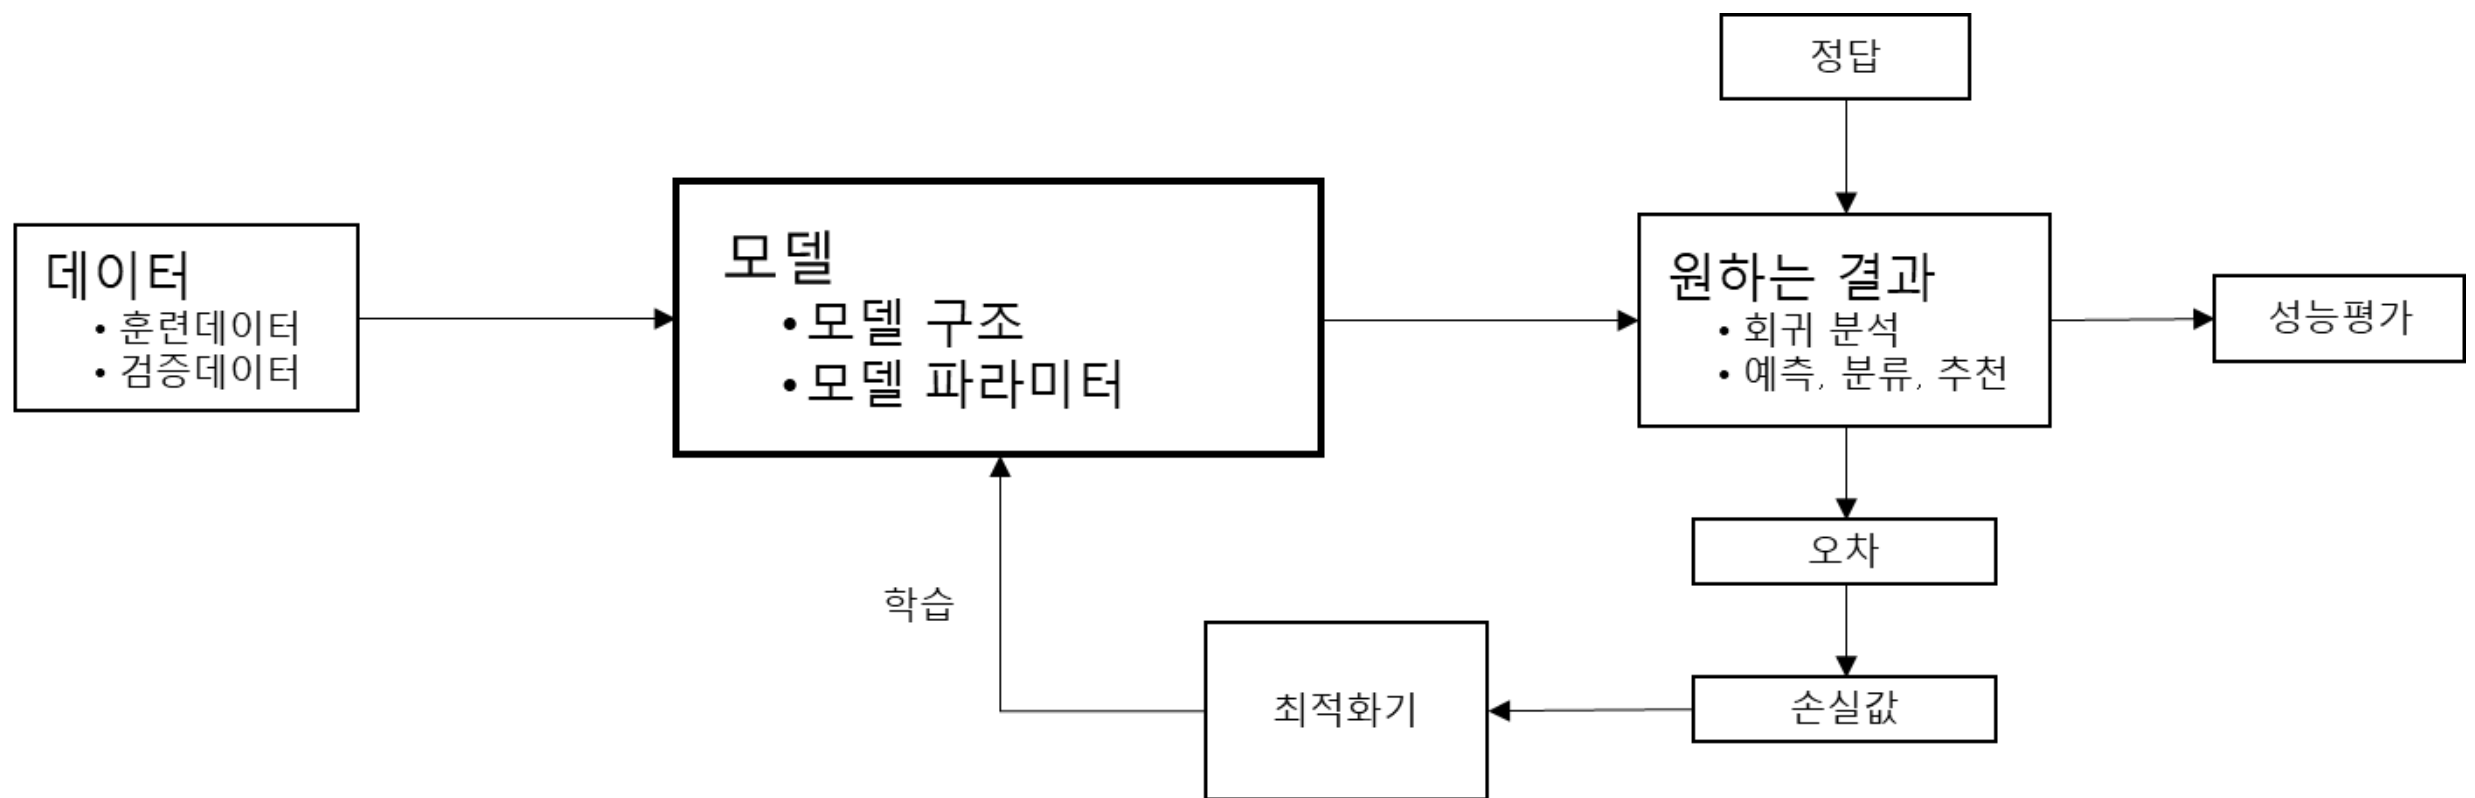 정답
데이터
• 훈련데이터
• 검증데이터
모델
• 모델 구조
• 모델 파라미터
원하는 결과
• 회귀 분석
• 예측, 분류, 추천
성능평가
오차
학습
최적화기
손실값